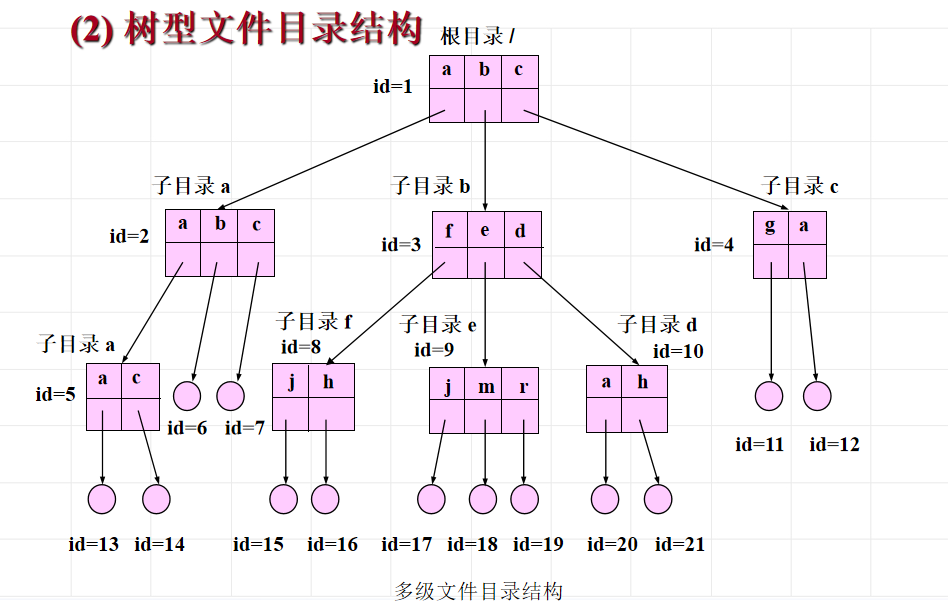 (2) 树型文件目录结构
根目录 /
id=1
a b c
子目录 a
子目录 b
子目录 c
id=2
a b c
id=3
f e d
id=4
g a
子目录 a
子目录 f
子目录 e
子目录 d
id=8
id=9
id=10
id=5
a c
j h
j m r
a h
id=6
id=7
id=11
id=12
id=13
id=14
id=15
id=16
id=17
id=18
id=19
id=20
id=21
多级文件目录结构